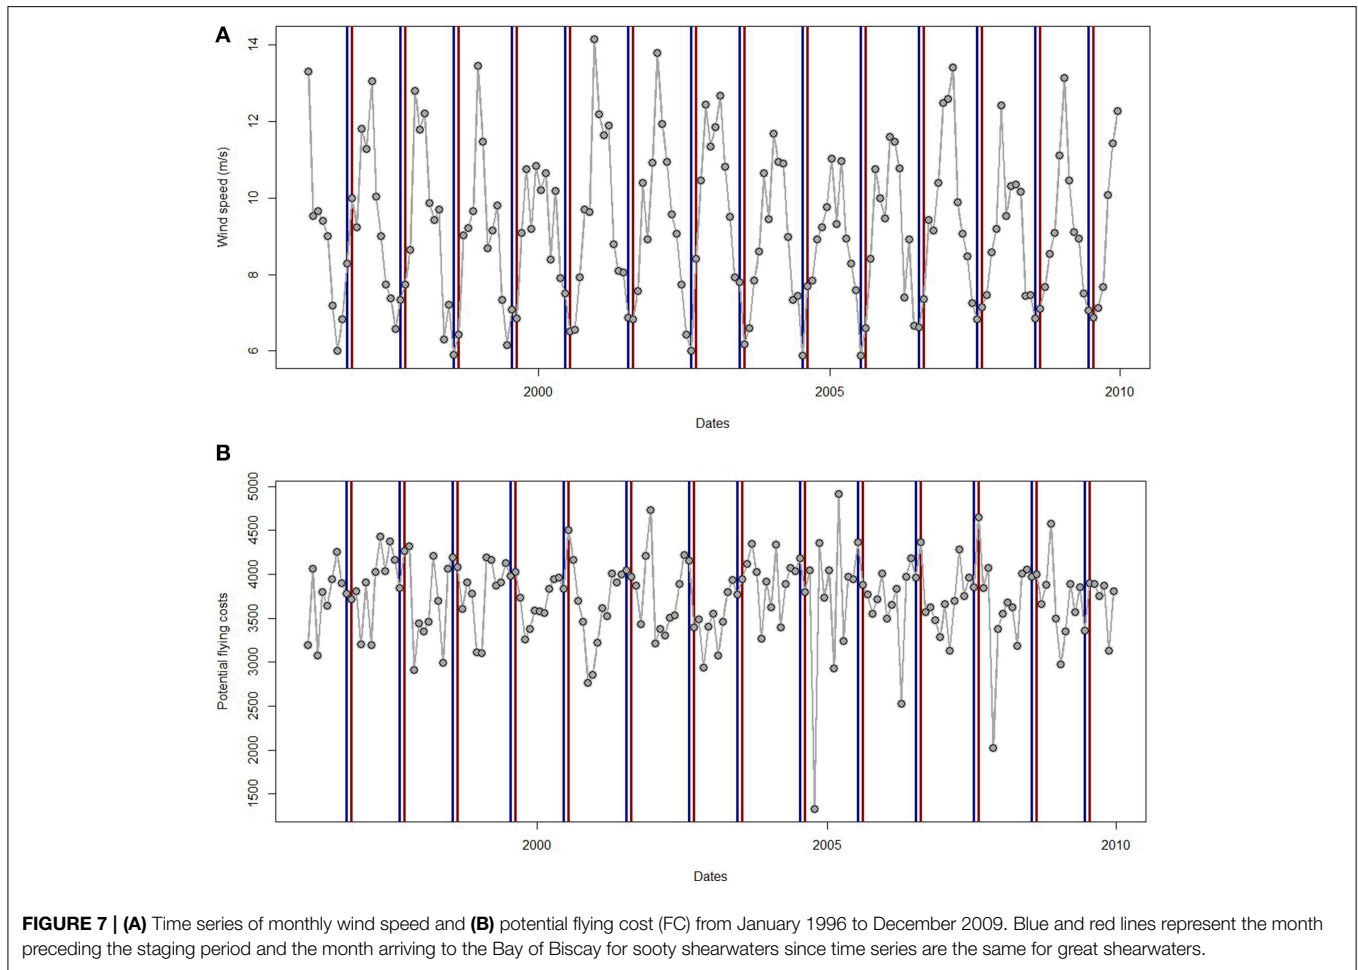 A
14
12
10
8
6
Wind speed (m/s)
2000
2005
2010
Dates
B
5000
4500
4000
3500
3000
2500
2000
1500
Potential flying costs
2000
2005
2010
Dates
FIGURE 7 | (A) Time series of monthly wind speed and (B) potential flying cost (FC) from January 1996 to December 2009. Blue and red lines represent the month
preceding the staging period and the month arriving to the Bay of Biscay for sooty shearwaters since time series are the same for great shearwaters.